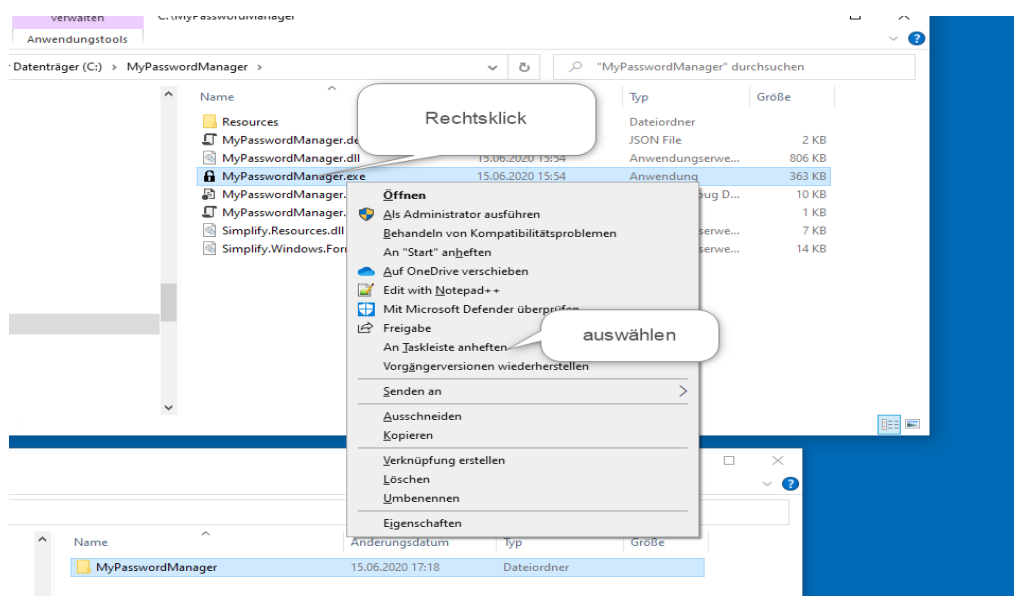 Verwalten C:\MyPasswordManager
Anwendungstools
Datenträger (C:) › MyPasswordManager › "MyPasswordManager" durchsuchen
Name Typ Größe
Rechtsklick
Resources Dateiordner
MyPasswordManager.de JSON File 2 KB
MyPasswordManager.dll 15.06.2020 15:54 Anwendungserwe... 806 KB
MyPasswordManager.exe 15.06.2020 15:54 Anwendung 363 KB
MyPasswordManager. bug D... 10 KB
MyPasswordManager. 1 KB
Simplify.Resources.dll serwe... 7 KB
Simplify.Windows.For serwe... 14 KB
Öffnen
Als Administrator ausführen
Behandeln von Kompatibilitätsproblemen
An "Start" anheften
Auf OneDrive verschieben
Edit with Notepad++
Mit Microsoft Defender überprüfen
Freigabe
auswählen
An Taskleiste anheften
Vorgängerversionen wiederherstellen
Senden an
Ausschneiden
Kopieren
Verknüpfung erstellen
Löschen
Umbenennen
Eigenschaften
Name Änderungsdatum Typ Größe
MyPasswordManager 15.06.2020 17:18 Dateiordner